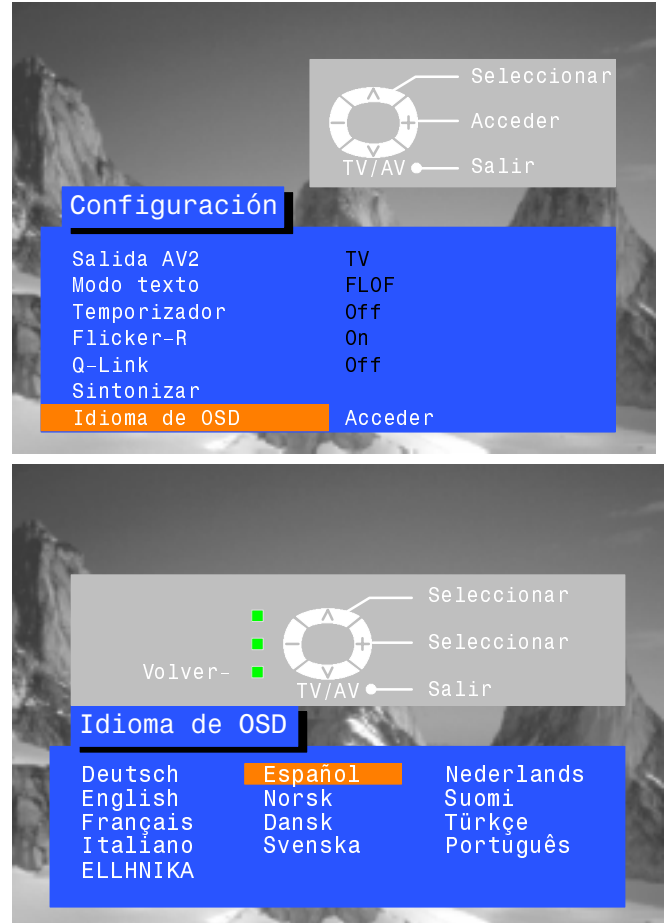 Seleccionar
Acceder
TV/AV Salir
Configuración
Salida AV2 TV
Modo texto FLOF
Temporizador Off
Flicker-R On
Q-Link Off
Sintonizar
Idioma de OSD Acceder
Seleccionar
Seleccionar
Volver-
TV/AV Salir
Idioma de OSD
Deutsch Español Nederlands
English Norsk Suomi
Français Dansk Türkçe
Italiano Svenska Português
ELLHNIKA